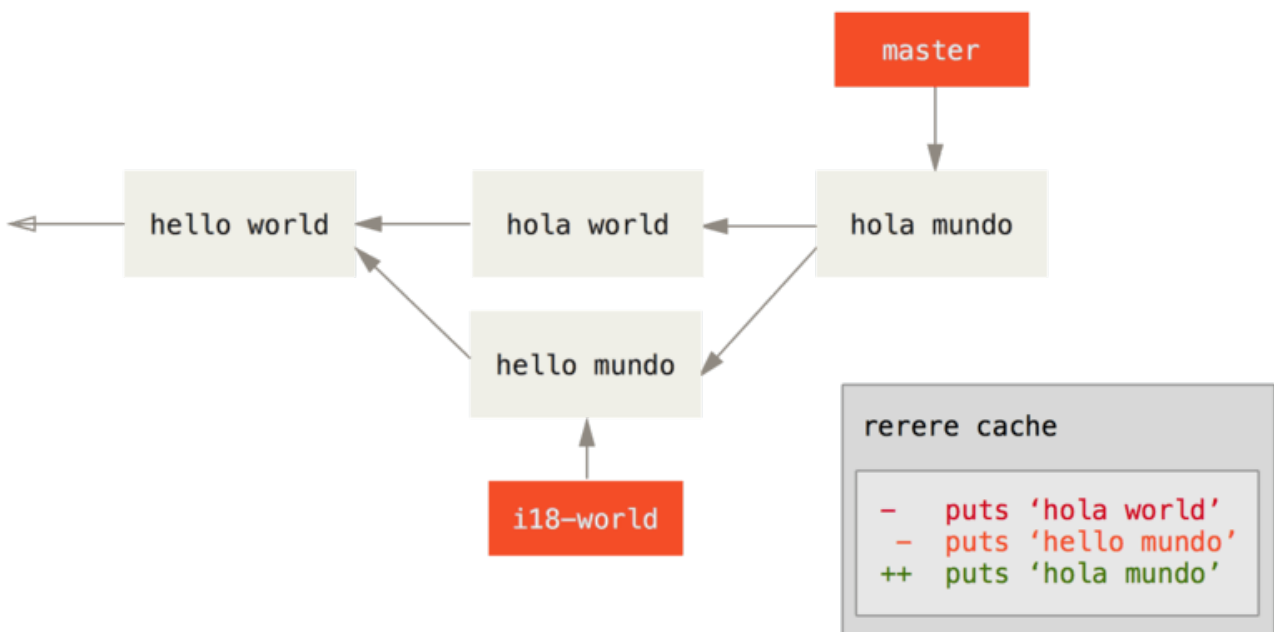 master
hello world
hola world
hola mundo
hello mundo
i18-world
rerere cache
-   puts ‘hola world’
 -  puts ‘hello mundo’
++  puts ‘hola mundo’